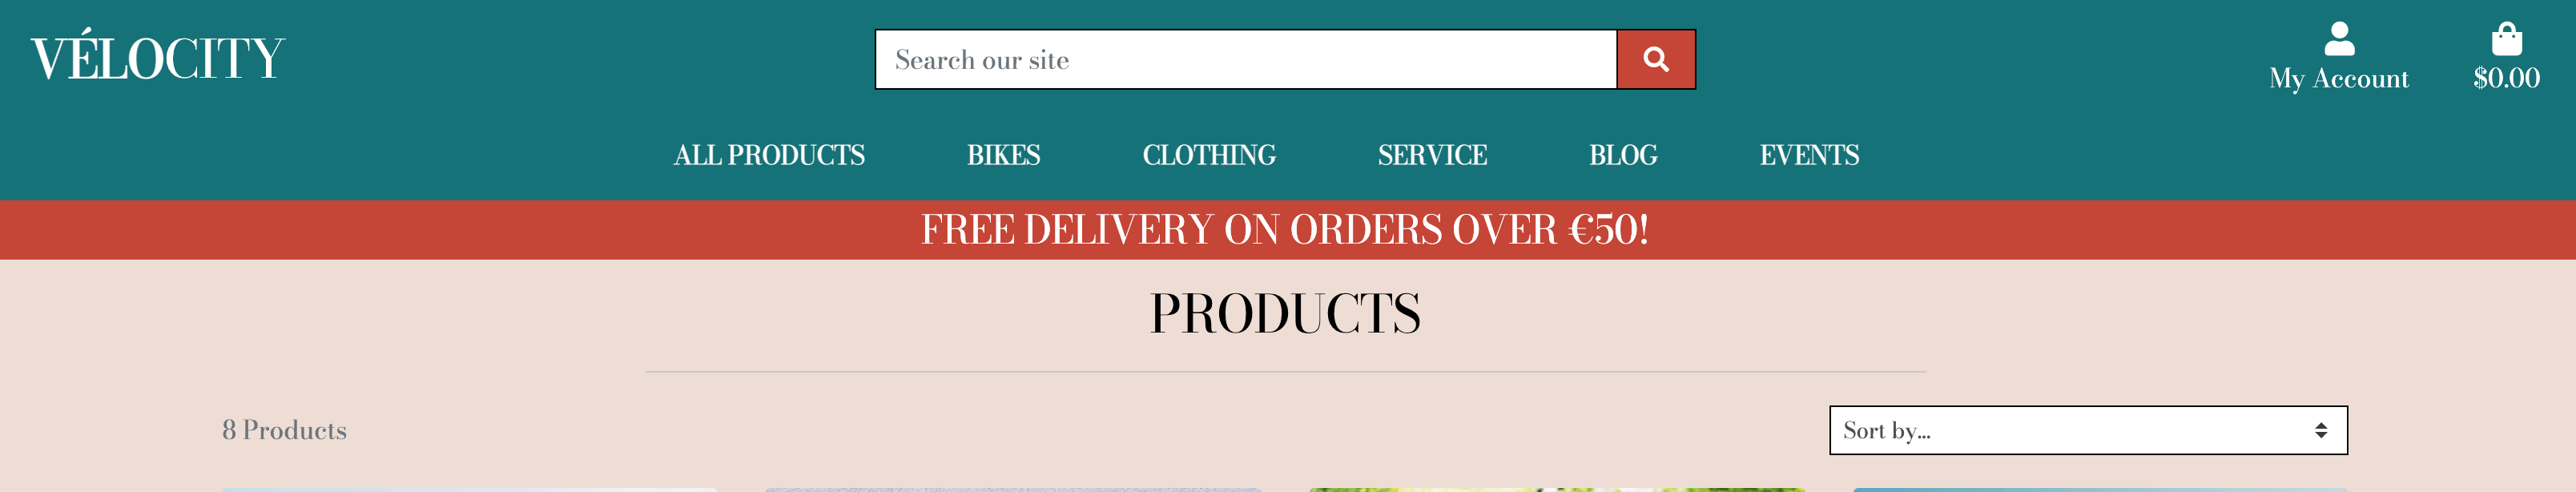 VÉLOCITY
Search our site
My Account
$0.00
ALL PRODUCTS BIKES CLOTHING SERVICE BLOG EVENTS
FREE DELIVERY ON ORDERS OVER €50!
PRODUCTS
8 Products
Sort by...